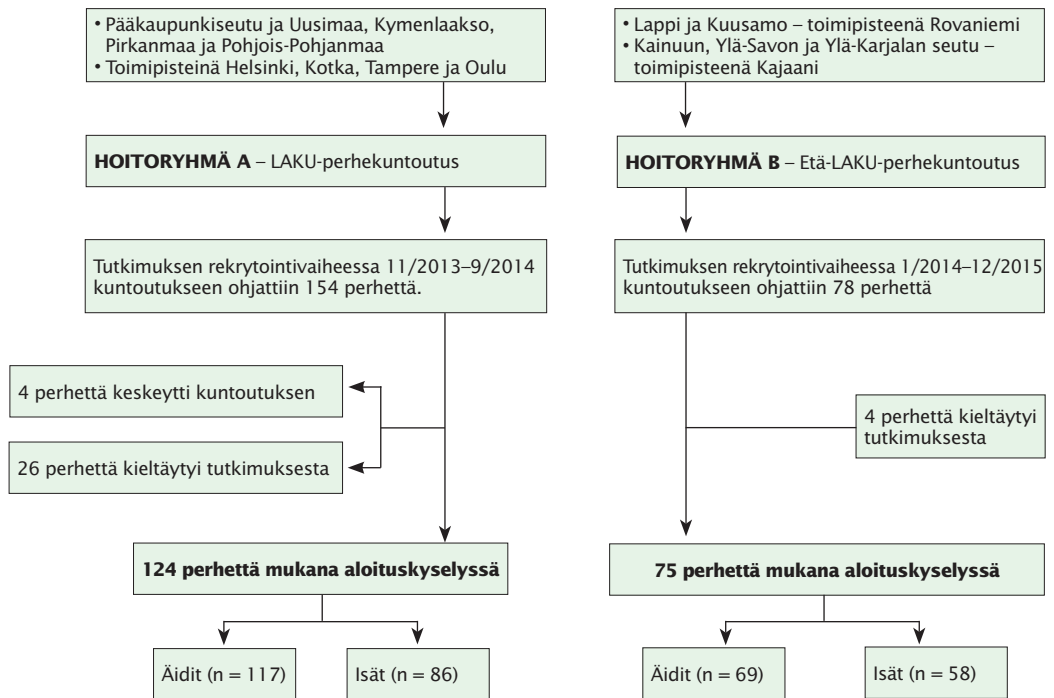 • Pääkaupunkiseutu ja Uusimaa, Kymenlaakso,
Pirkanmaa ja Pohjois-Pohjanmaa
• Toimipisteinä Helsinki, Kotka, Tampere ja Oulu
HOITORYHMÄ A – LAKU-perhekuntoutus
Tutkimuksen rekrytointivaiheessa 11/2013–9/2014
kuntoutukseen ohjattiin 154 perhettä.
4 perhettä keskeytti kuntoutuksen
26 perhettä kieltäytyi tutkimuksesta
124 perhettä mukana aloituskyselyssä
Äidit (n = 117)
Isät (n = 86)
• Lappi ja Kuusamo – toimipisteenä Rovaniemi
• Kainuun, Ylä-Savon ja Ylä-Karjalan seutu –
toimipisteenä Kajaani
HOITORYHMÄ B – Etä-LAKU-perhekuntoutus
Tutkimuksen rekrytointivaiheessa 1/2014–12/2015
kuntoutukseen ohjattiin 78 perhettä
4 perhettä kieltäytyi
tutkimuksesta
75 perhettä mukana aloituskyselyssä
Äidit (n = 69)
Isät (n = 58)